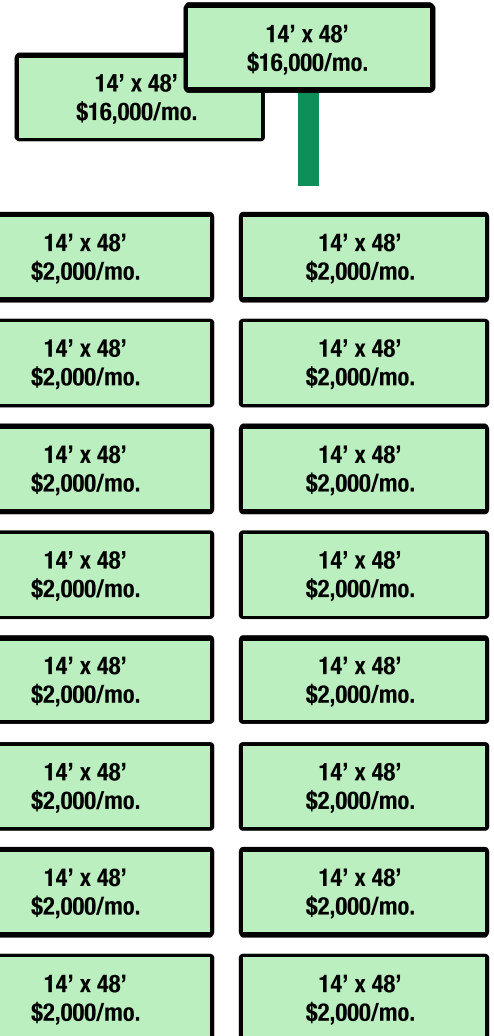 14’ x 48’
$16,000/mo.
14’ x 48’
$16,000/mo.
14’ x 48’
$2,000/mo.
14’ x 48’
$2,000/mo.
14’ x 48’
$2,000/mo.
14’ x 48’
$2,000/mo.
14’ x 48’
$2,000/mo.
14’ x 48’
$2,000/mo.
14’ x 48’
$2,000/mo.
14’ x 48’
$2,000/mo.
14’ x 48’
$2,000/mo.
14’ x 48’
$2,000/mo.
14’ x 48’
$2,000/mo.
14’ x 48’
$2,000/mo.
14’ x 48’
$2,000/mo.
14’ x 48’
$2,000/mo.
14’ x 48’
$2,000/mo.
14’ x 48’
$2,000/mo.